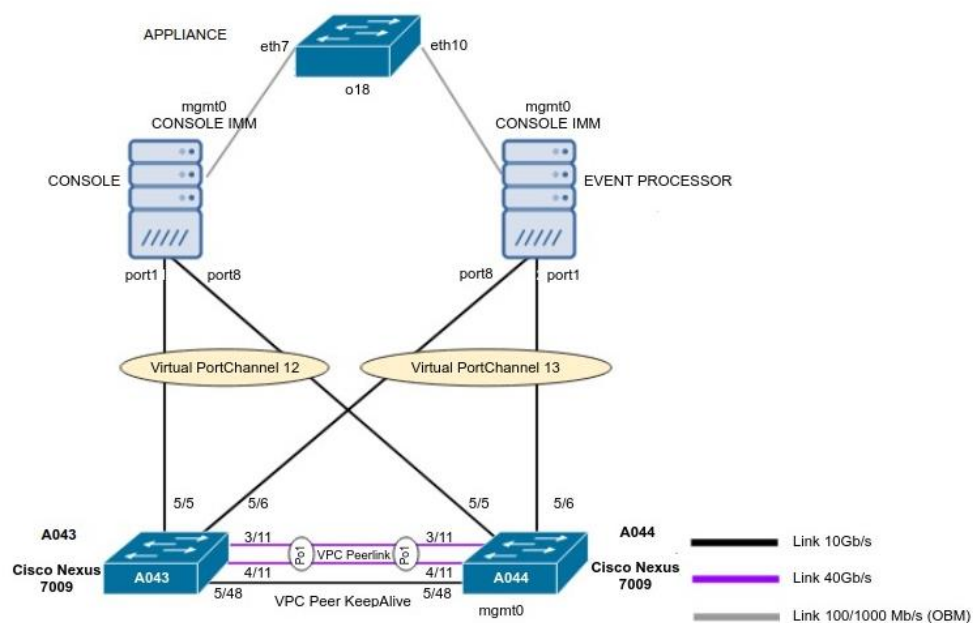 APPLIANCE
eth7
eth10
o18
mgmt0
CONSOLE IMM
mgmt0
CONSOLE IMM
CONSOLE
EVENT PROCESSOR
port1
port8
port8
port1
Virtual PortChannel 12
Virtual PortChannel 13
5/5
5/6
5/5
5/6
A043
3/11
3/11
A044
Po1
VPC Peerlink
Po1
Cisco Nexus
7009
A043
4/11
4/11
A044
Cisco Nexus
7009
5/48
VPC Peer KeepAlive
5/48
mgmt0
Link 10Gb/s
Link 40Gb/s
Link 100/1000 Mb/s (OBM)